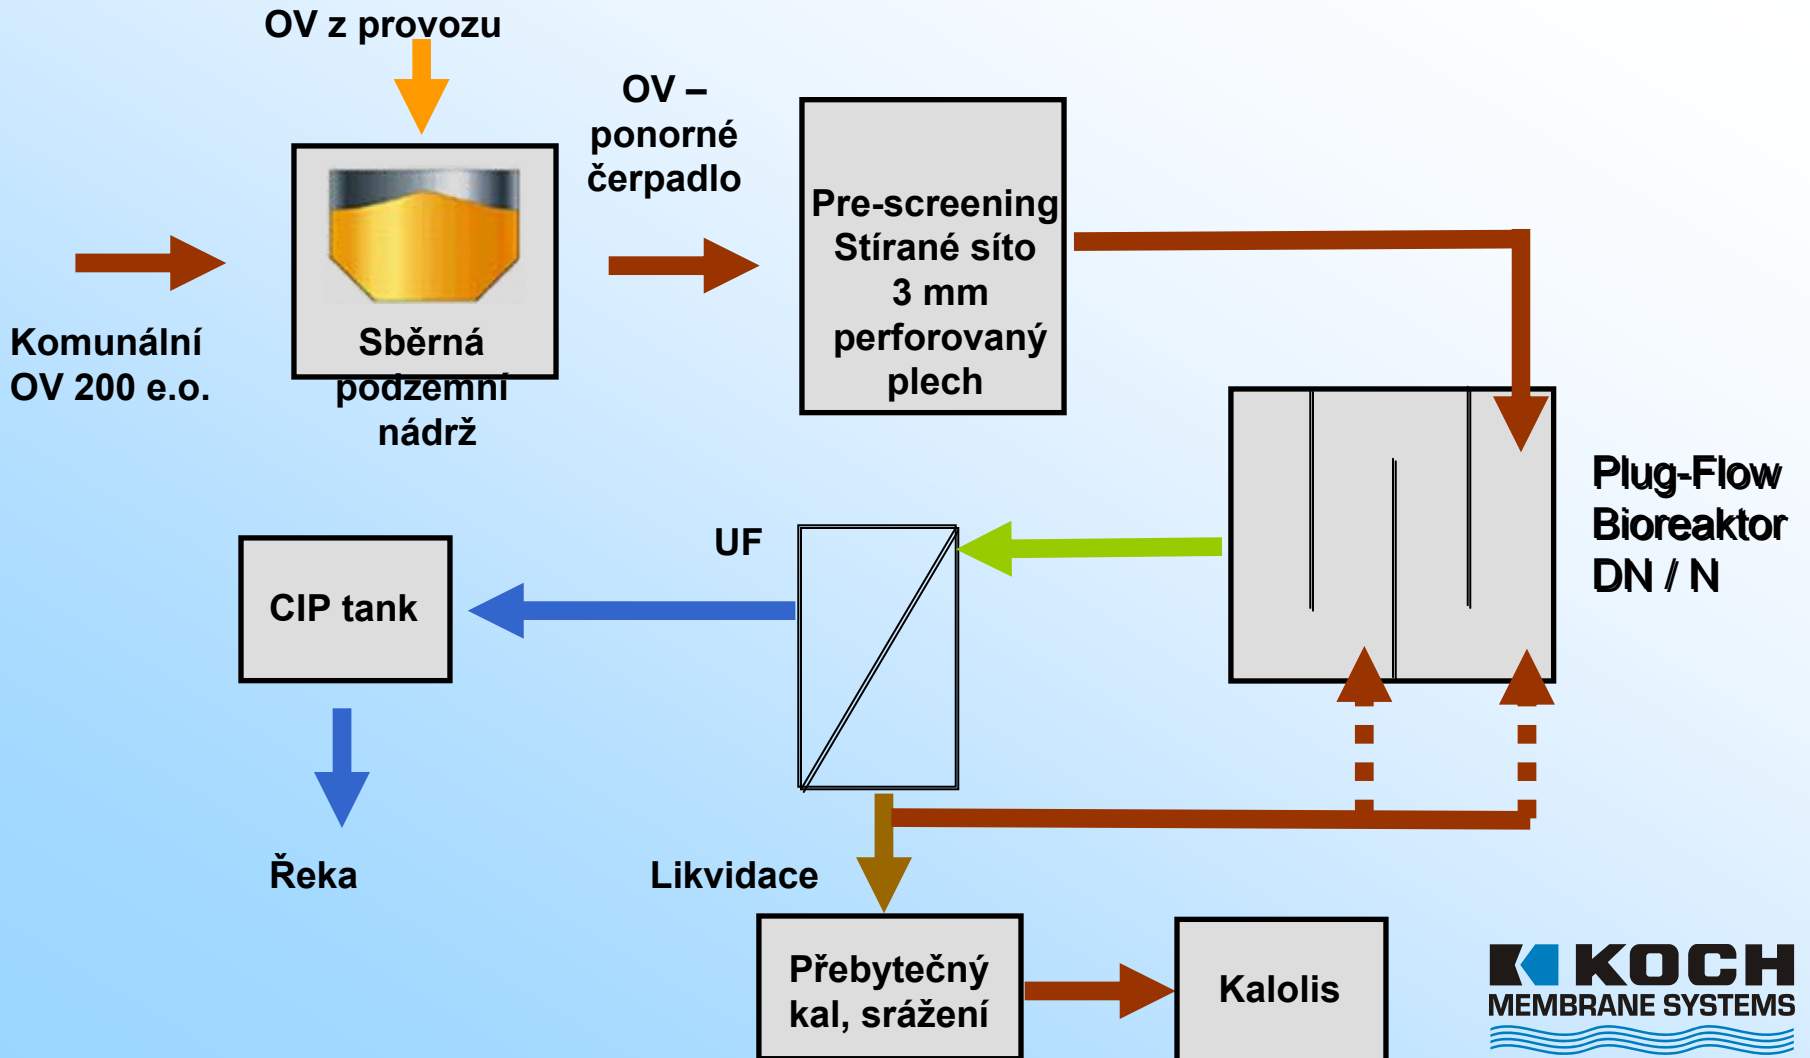 OV z provozu
OV –
ponorné
čerpadlo
Pre-screening
Stírané síto
3 mm
perforovaný
plech
Komunální
OV 200 e.o.
Sběrná
podzemní
nádrž
Plug-Flow
Bioreaktor
DN / N
UF
CIP tank
Řeka
Likvidace
Přebytečný
kal, srážení
Kalolis
KOCH
MEMBRANE SYSTEMS